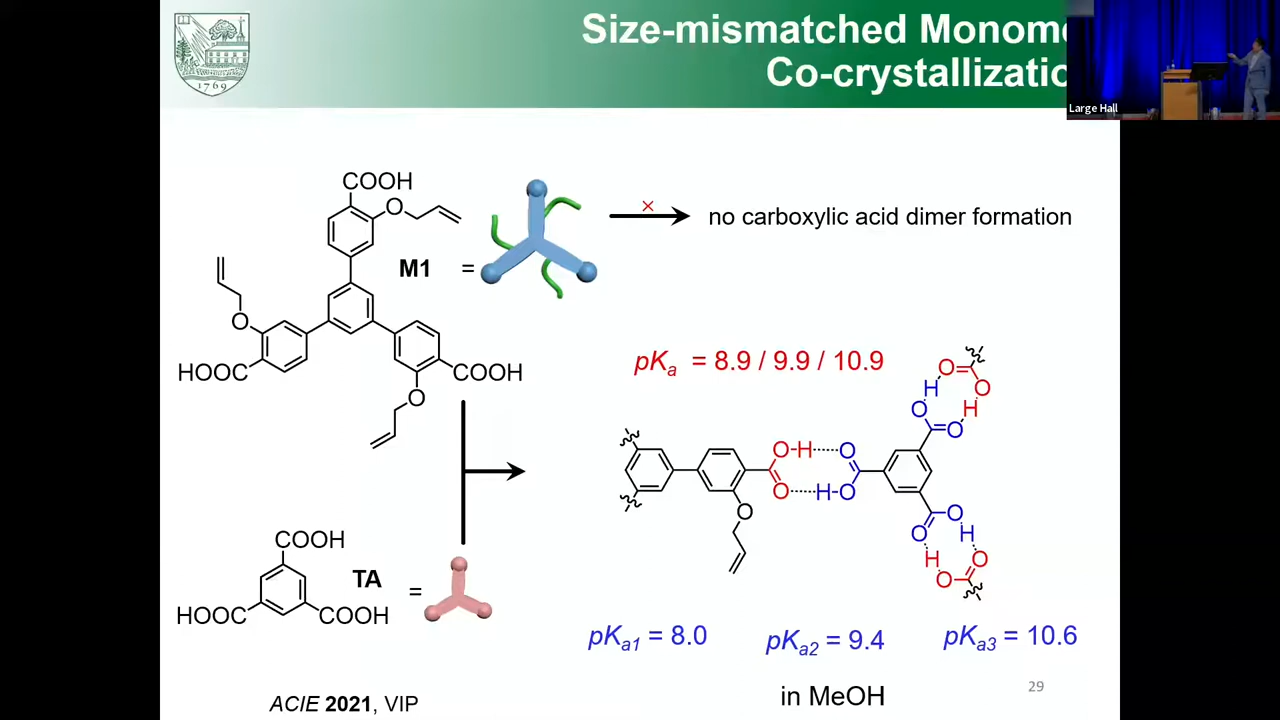 Size-mismatched Monome
Co-crystallizatio
1769
Large Hall
COOH
O
M1
=
×
no carboxylic acid dimer formation
O
HOOC
COOH
O
pKa = 8.9 / 9.9 / 10.9
O
O
H
O
H
O
O
O-H
O
O
H-O
O
O
O
H
O
H
O
O
COOH
TA
=
HOOC
COOH
pKa1 = 8.0
pKa2 = 9.4
pKa3 = 10.6
in MeOH
ACIE 2021, VIP
29